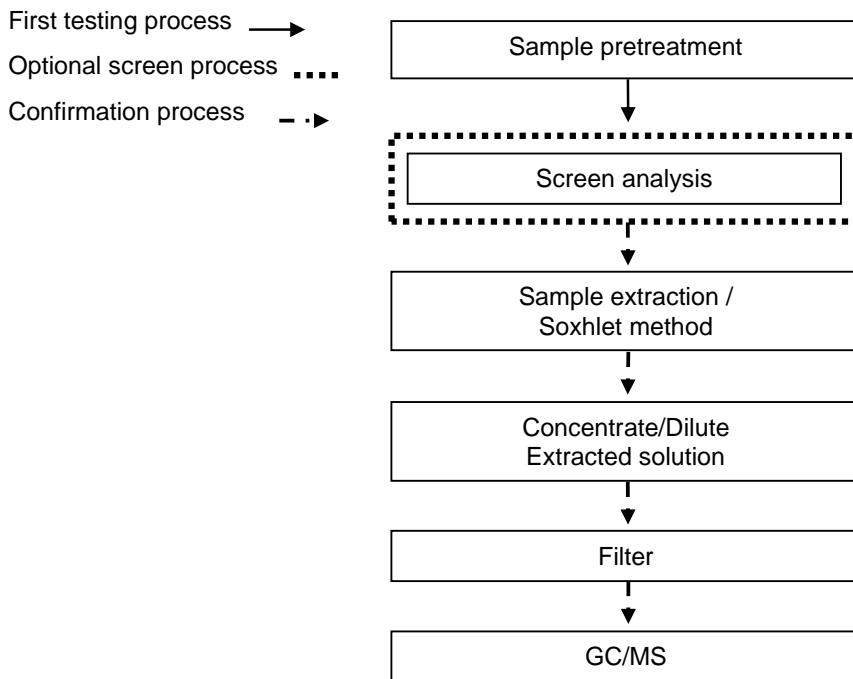 First testing process
Optional screen process
Confirmation process
Sample pretreatment
Screen analysis
Sample extraction /
Soxhlet method
Concentrate/Dilute
Extracted solution
Filter
GC/MS